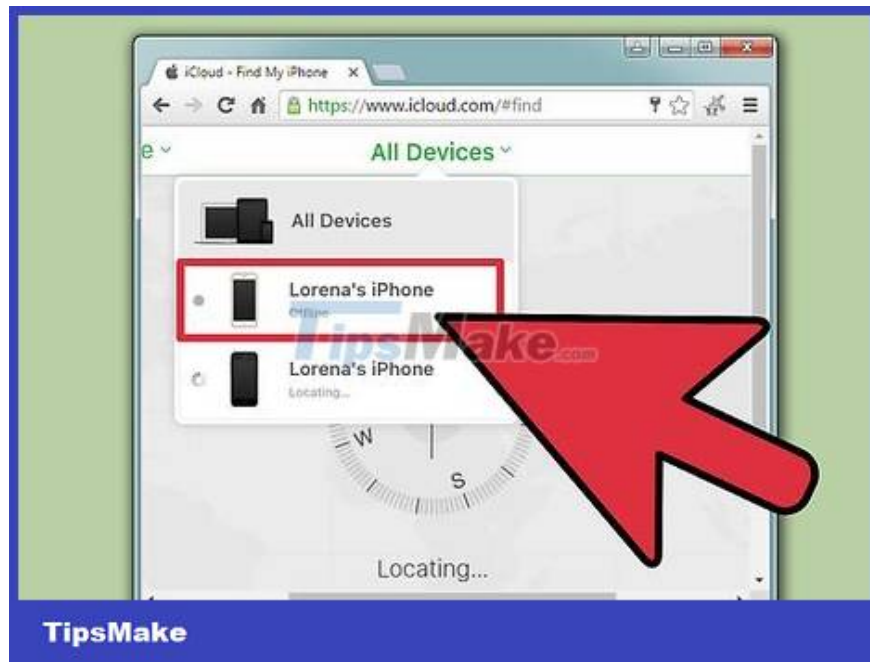 iCloud - Find My iPhone
https://www.icloud.com/#find
e
All Devices
All Devices
Lorena's iPhone
Offline
TipsMake.com
Lorena's iPhone
Locating...
W
S
Locating...
TipsMake